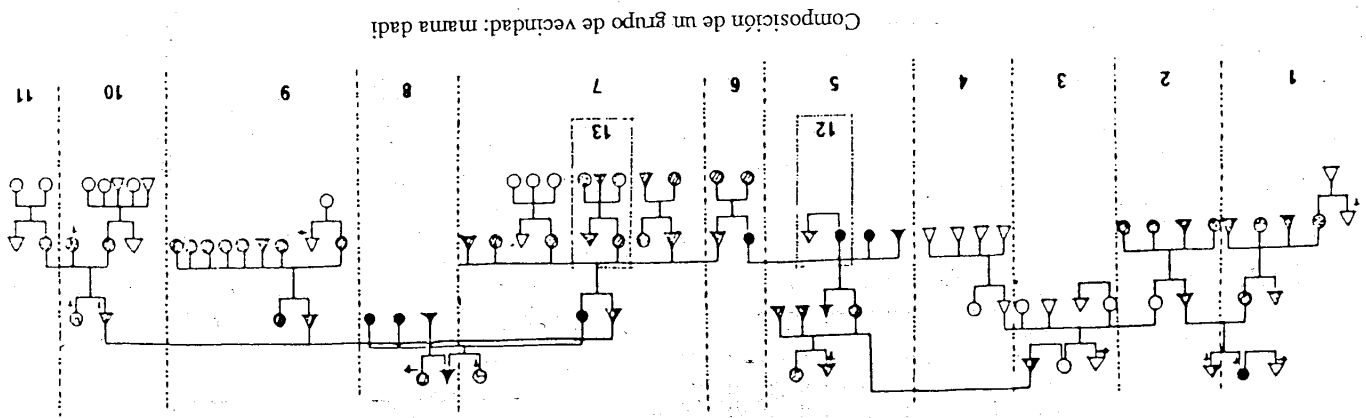 12 13
1 2 3 4 5 6 7 8 9 10 11
Composición de un grupo de vecindad: mama dadi